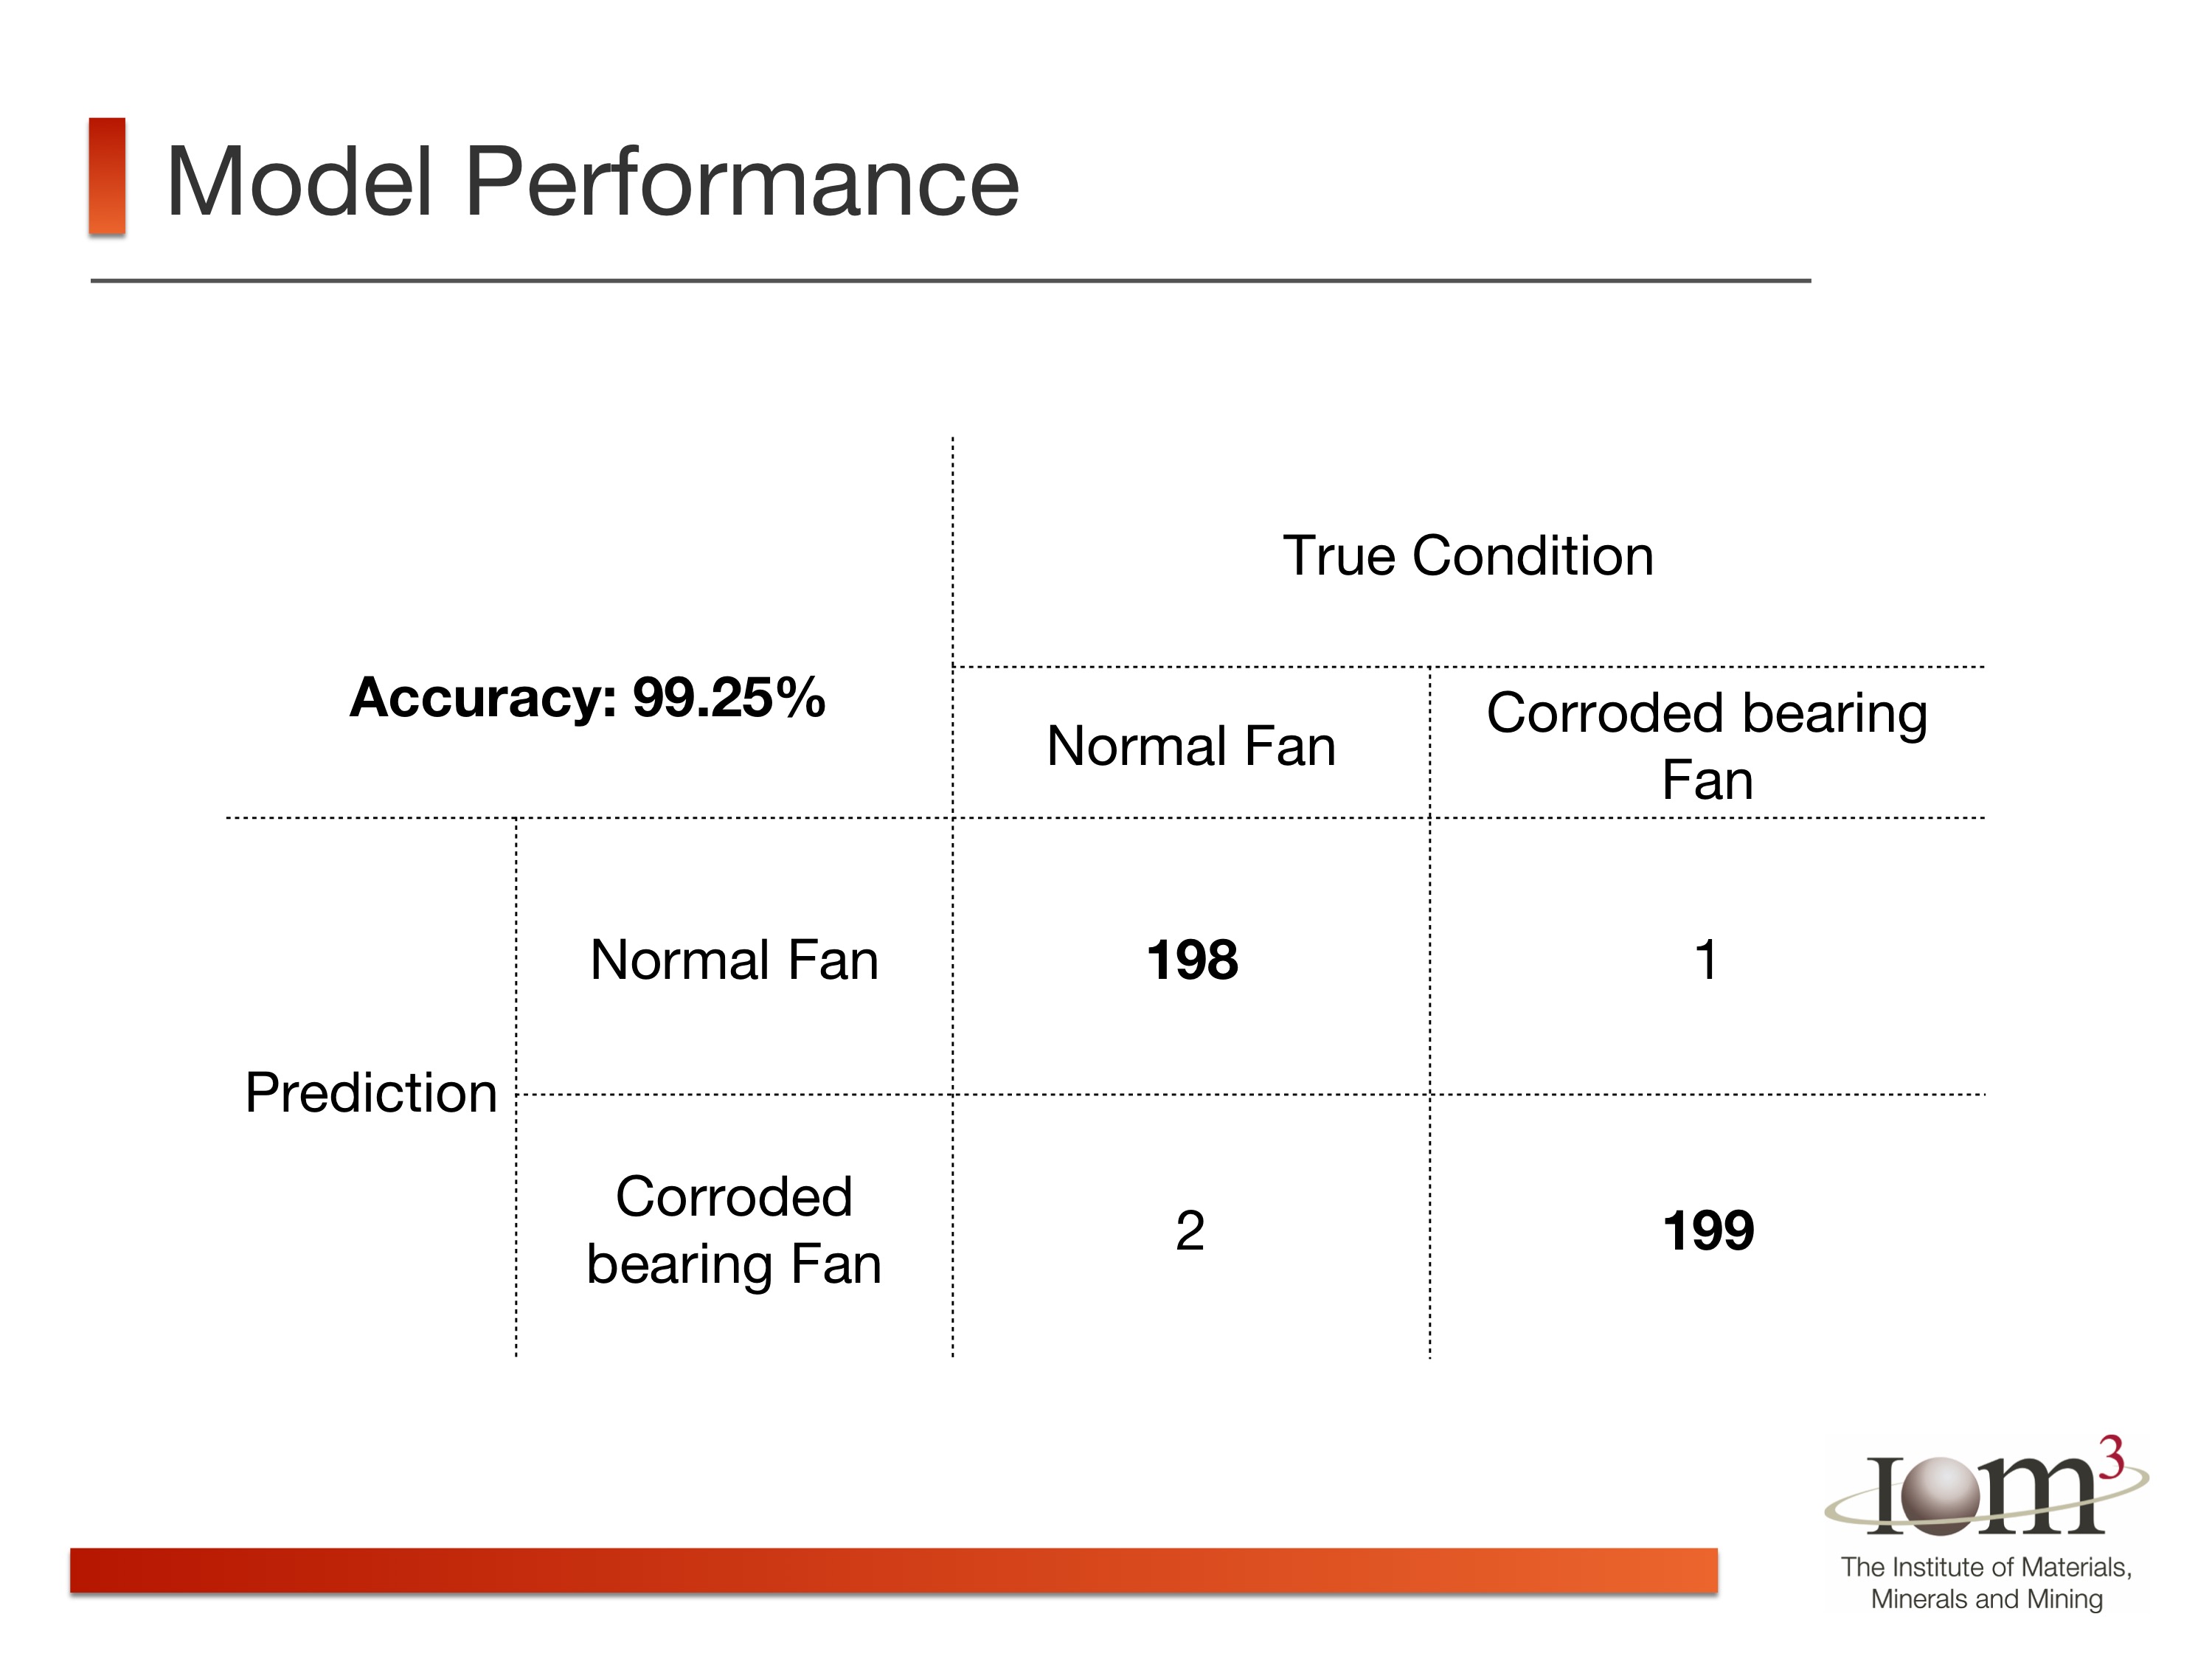 Model Performance
True Condition
Accuracy: 99.25%
Normal Fan
Corroded bearing
Fan
Normal Fan
198
1
Prediction
Corroded
bearing Fan
2
199
IOM3
The Institute of Materials,
Minerals and Mining